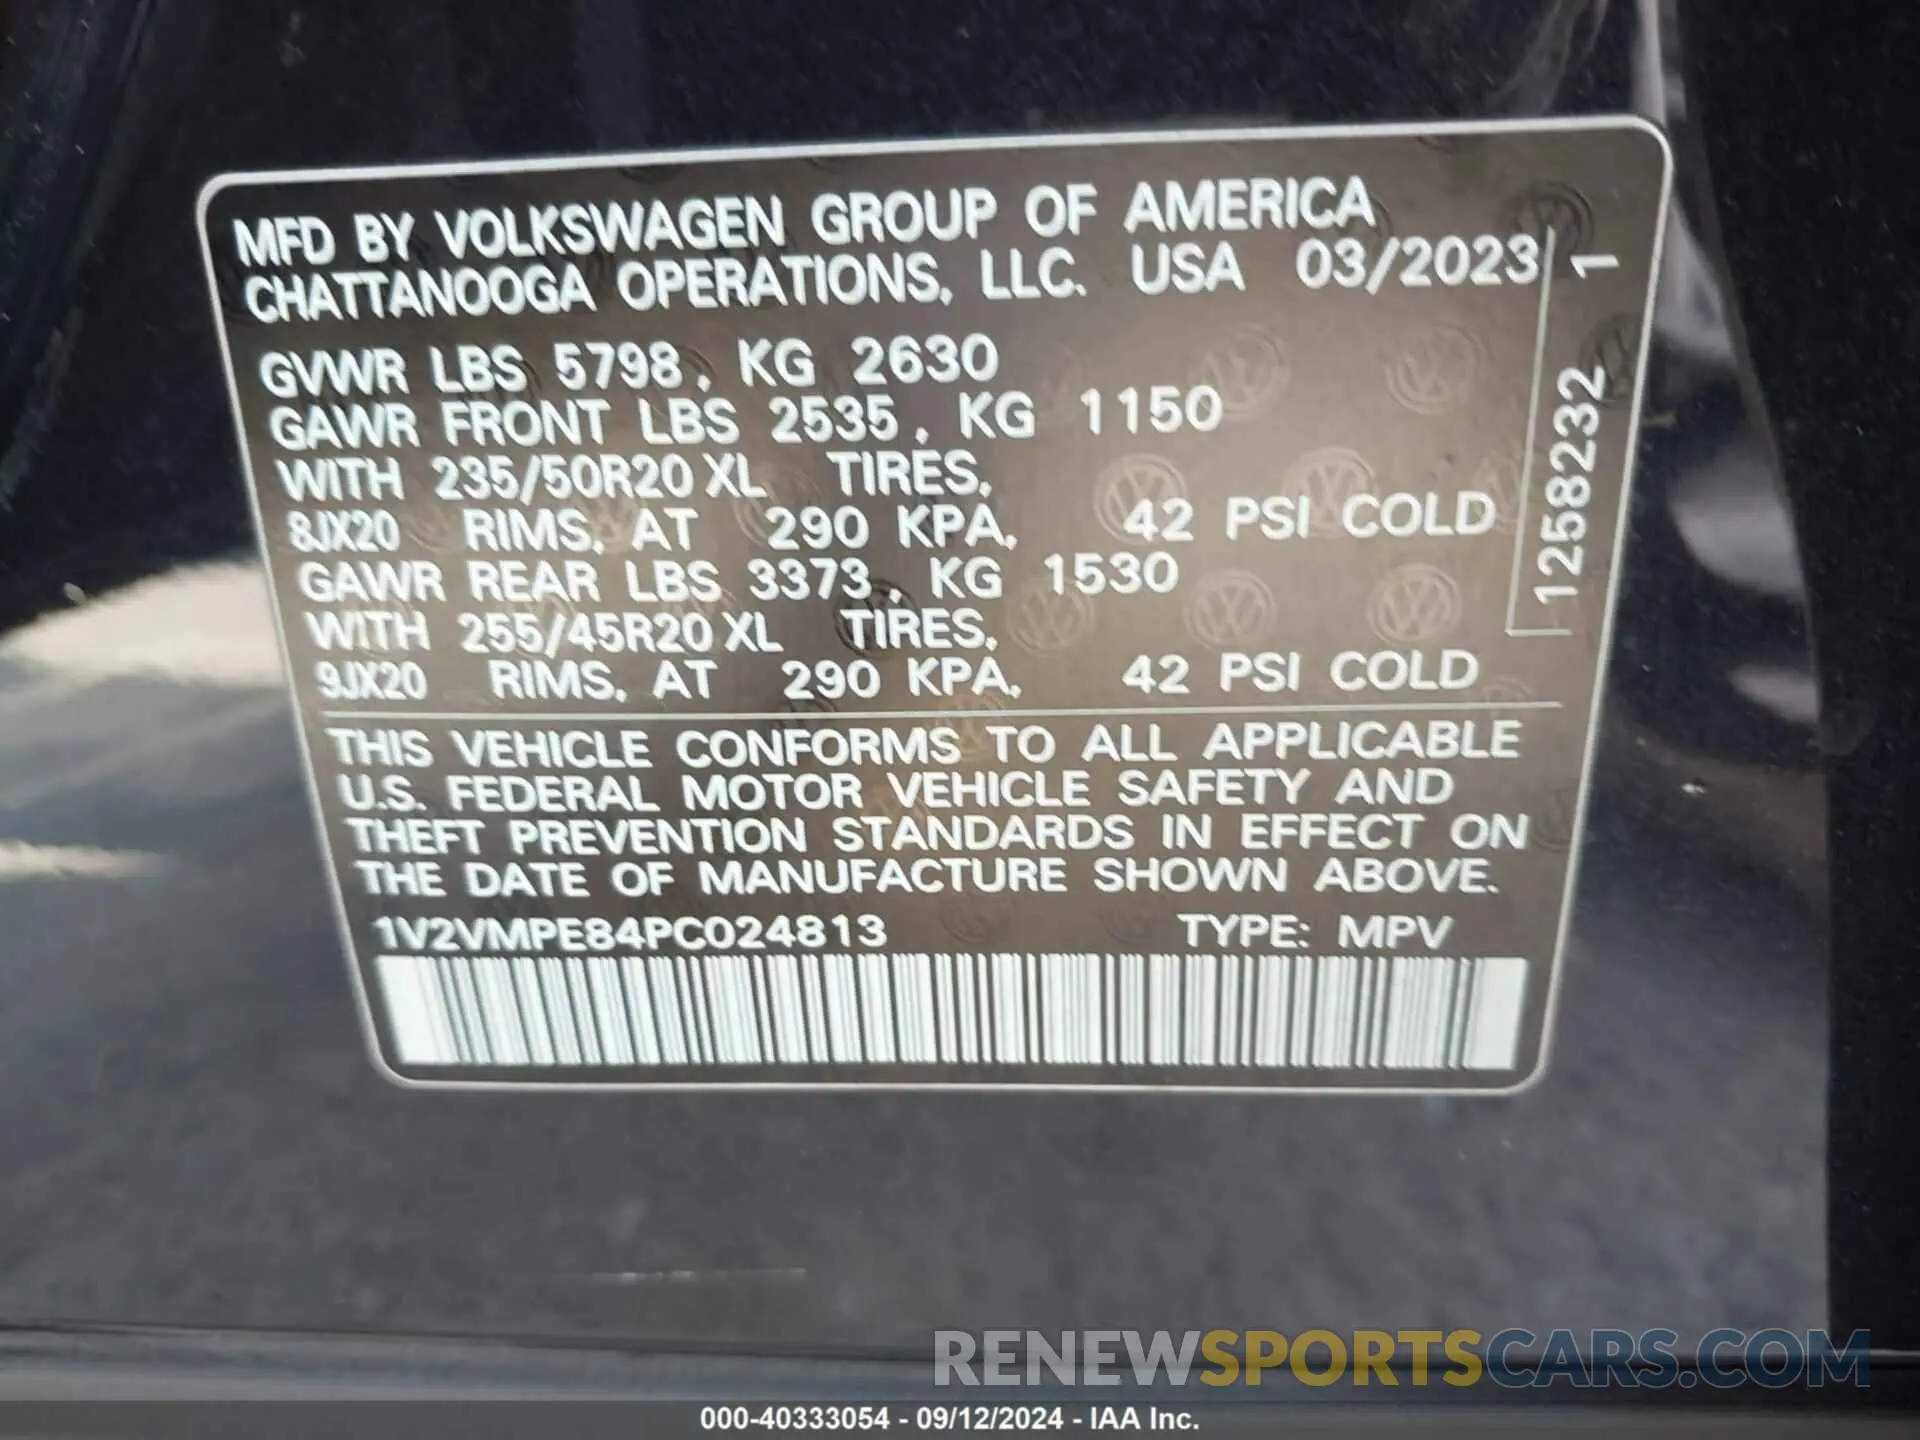 MFD BY VOLKSWAGEN GROUP OF AMERICA
CHATTANOOGA OPERATIONS, LLC. USA 03/2023
GVWR LBS 5798, KG 2630
GAWR FRONT LBS 2535, KG 1150
WITH 235/50R20 XL TIRES,
8JX20 RIMS, AT 290 KPA, 42 PSI COLD
GAWR REAR LBS 3373, KG 1530
WITH 255/45R20 XL TIRES,
9JX20 RIMS, AT 290 KPA, 42 PSI COLD
1258232 1
THIS VEHICLE CONFORMS TO ALL APPLICABLE
U.S. FEDERAL MOTOR VEHICLE SAFETY AND
THEFT PREVENTION STANDARDS IN EFFECT ON
THE DATE OF MANUFACTURE SHOWN ABOVE.
1V2VMPE84PC024813 TYPE: MPV
RENEWSPORTSCARS.COM
000-40333054 - 09/12/2024 - IAA Inc.